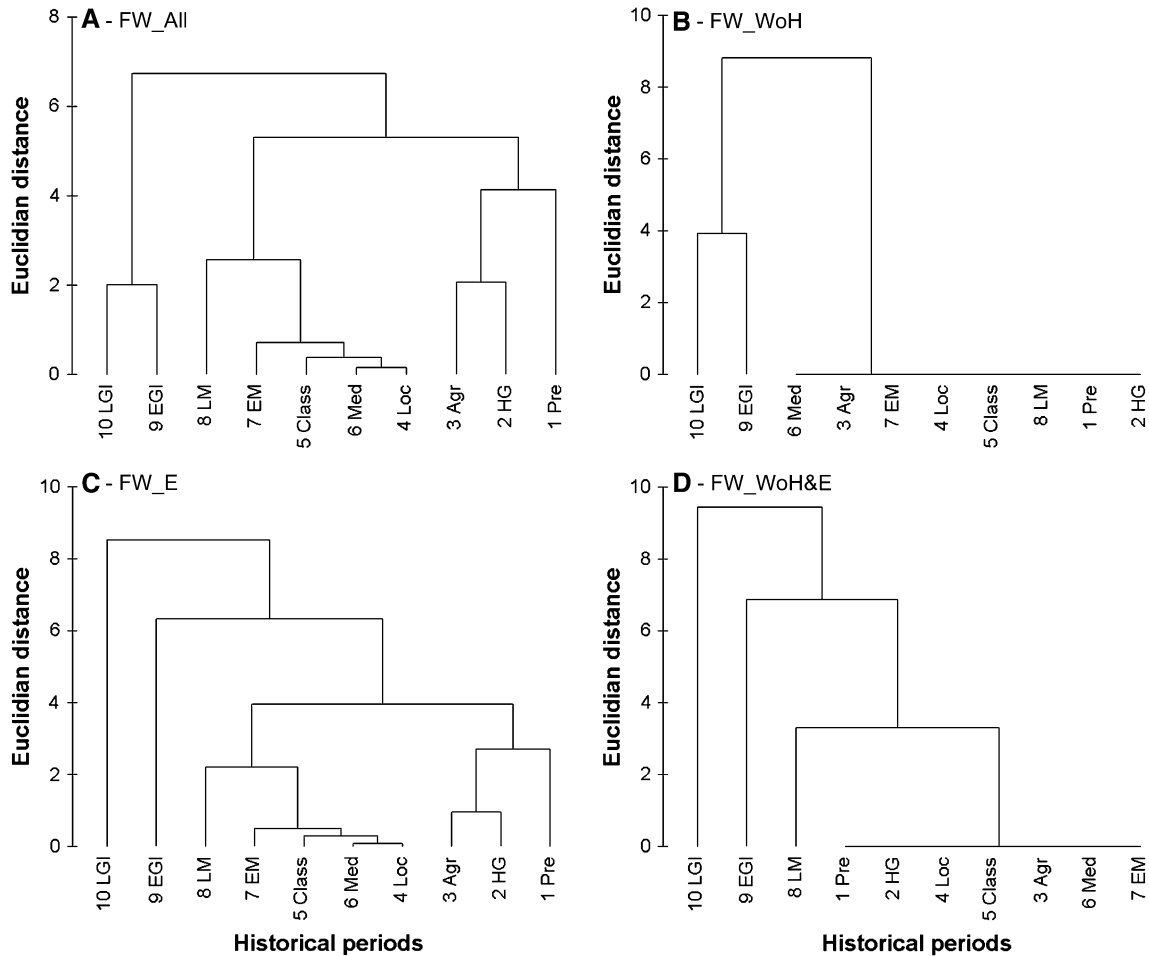 A - FW_All
Euclidian distance
8
6
4
2
0
10 LGI
9 EGI
8 LM
7 EM
5 Class
6 Med
4 Loc
3 Agr
2 HG
1 Pre
B - FW_WoH
Euclidian distance
10
8
6
4
2
0
10 LGI
9 EGI
6 Med
3 Agr
7 EM
4 Loc
5 Class
8 LM
1 Pre
2 HG
C - FW_E
Euclidian distance
10
8
6
4
2
0
10 LGI
9 EGI
8 LM
7 EM
5 Class
6 Med
4 Loc
3 Agr
2 HG
1 Pre
Historical periods
D - FW_WoH&E
Euclidian distance
10
8
6
4
2
0
10 LGI
9 EGI
8 LM
1 Pre
2 HG
4 Loc
5 Class
3 Agr
6 Med
7 EM
Historical periods